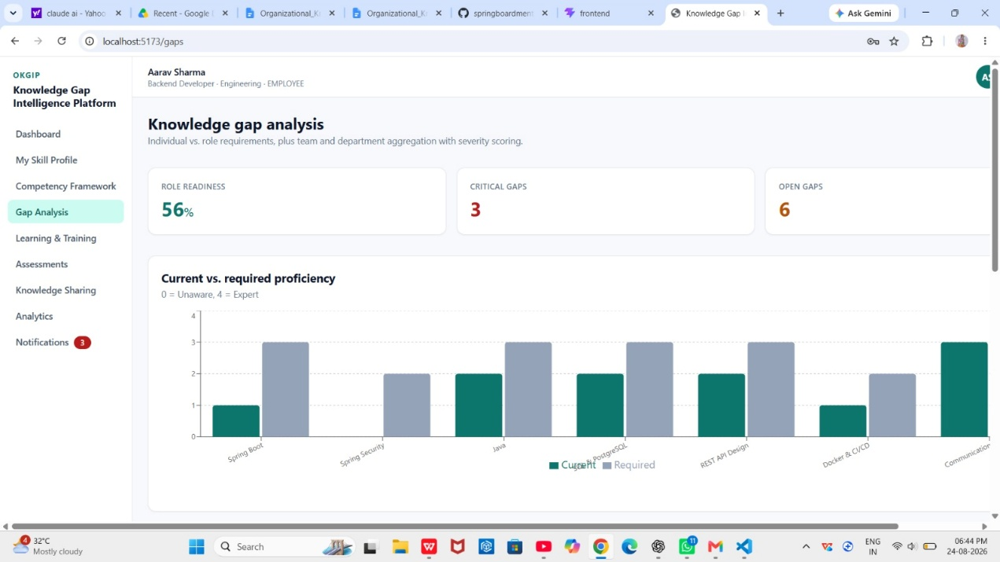 claude ai - Yahoo
Recent - Google
Organizational_K
Organizational_K
springboardment
frontend
Knowledge Gap
Ask Gemini
localhost:5173/gaps
OKGIP
Knowledge Gap
Intelligence Platform
Dashboard
My Skill Profile
Competency Framework
Gap Analysis
Learning & Training
Assessments
Knowledge Sharing
Analytics
Notifications 3
Aarav Sharma
Backend Developer · Engineering · EMPLOYEE
AS
Knowledge gap analysis
Individual vs. role requirements, plus team and department aggregation with severity scoring.
ROLE READINESS
56%
CRITICAL GAPS
3
OPEN GAPS
6
Current vs. required proficiency
0 = Unaware, 4 = Expert
4
3
2
1
0
Spring Boot
Spring Security
Java
PostgreSQL
REST API Design
Docker & CI/CD
Communication
Current Required
4
32°C
Mostly cloudy
Search
11
ENG
IN
06:44 PM
24-08-2026